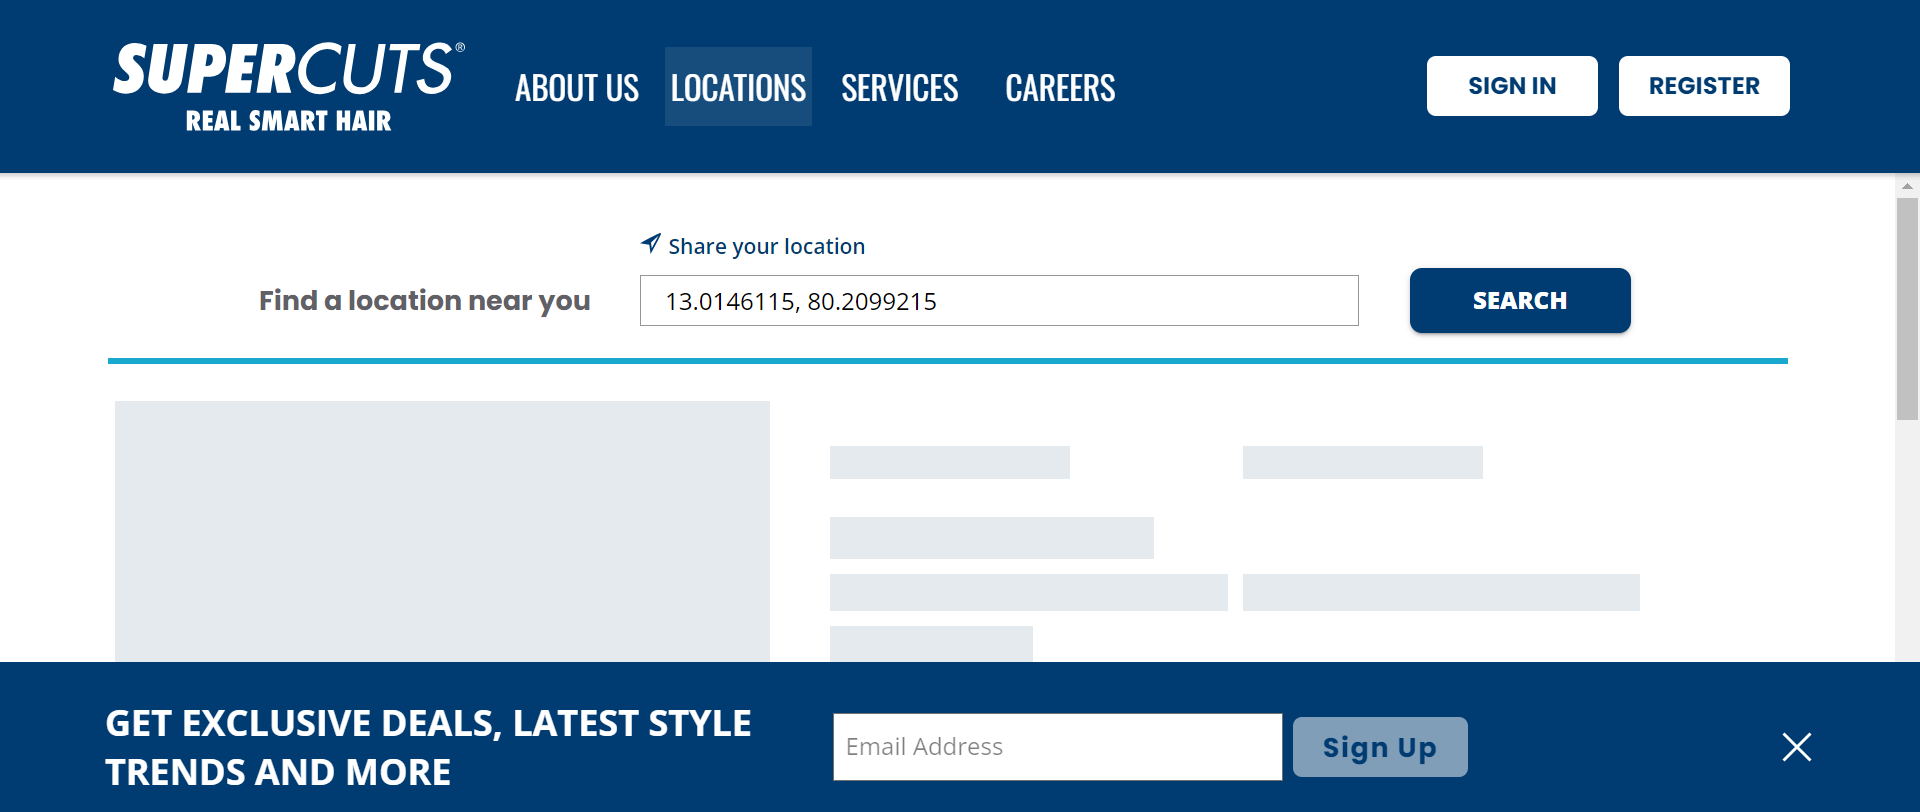 SUPERCUTS®
REAL SMART HAIR
ABOUT US
LOCATIONS
SERVICES
CAREERS
SIGN IN
REGISTER
Share your location
Find a location near you
13.0146115, 80.2099215
SEARCH
GET EXCLUSIVE DEALS, LATEST STYLE
TRENDS AND MORE
Email Address
Sign Up